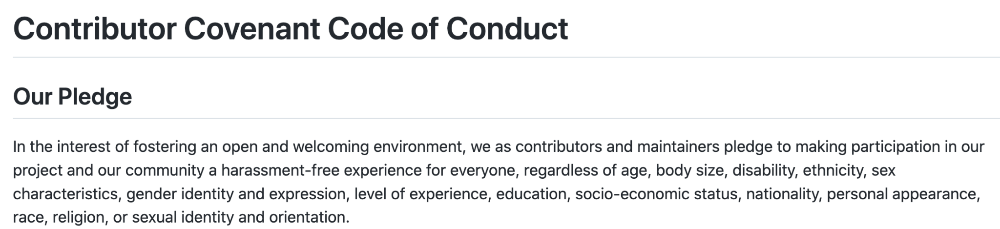 Contributor Covenant Code of Conduct
Our Pledge
In the interest of fostering an open and welcoming environment, we as contributors and maintainers pledge to making participation in our
project and our community a harassment-free experience for everyone, regardless of age, body size, disability, ethnicity, sex
characteristics, gender identity and expression, level of experience, education, socio-economic status, nationality, personal appearance,
race, religion, or sexual identity and orientation.